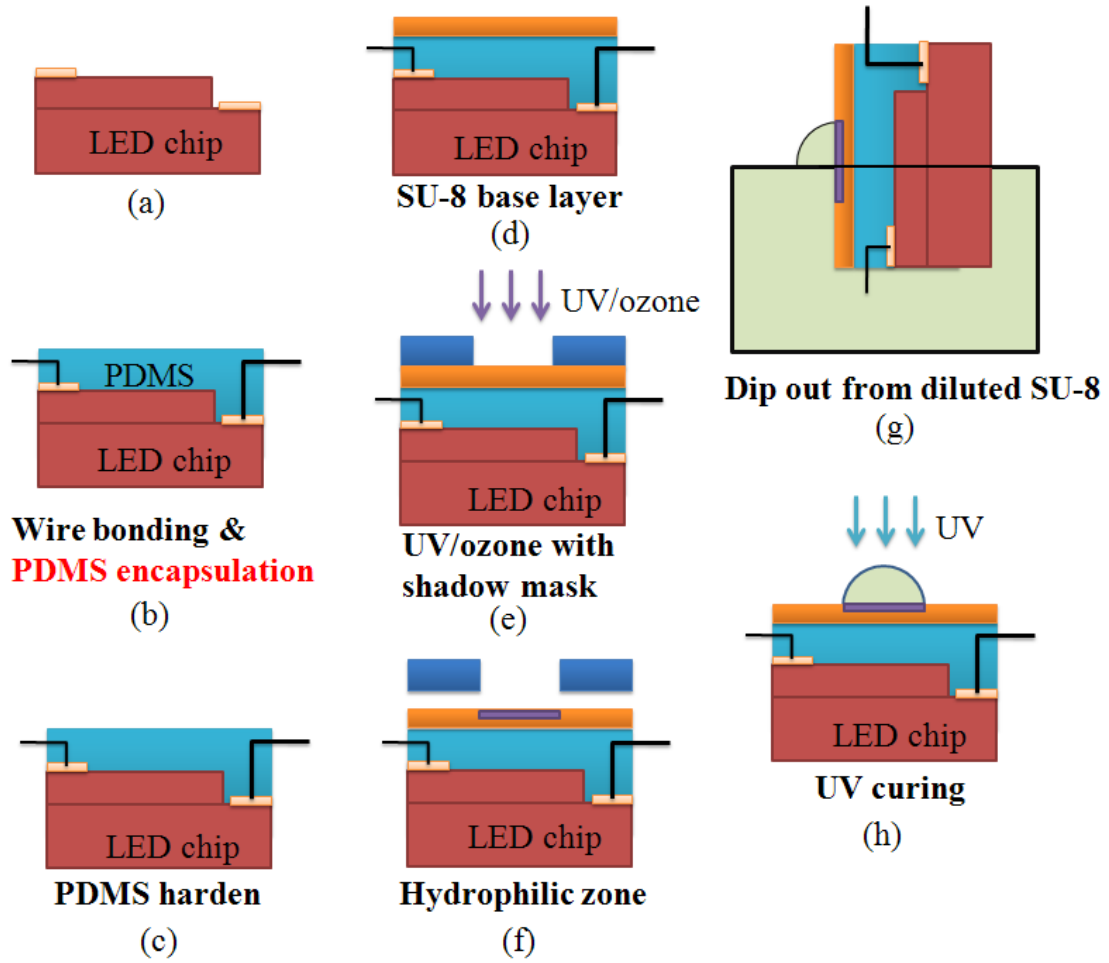 LED chip
(a)
PDMS
LED chip
Wire bonding &
PDMS encapsulation
(b)
LED chip
PDMS harden
(c)
LED chip
SU-8 base layer
(d)
UV/ozone
LED chip
UV/ozone with
shadow mask
(e)
LED chip
Hydrophilic zone
(f)
Dip out from diluted SU-8
(g)
UV
LED chip
UV curing
(h)